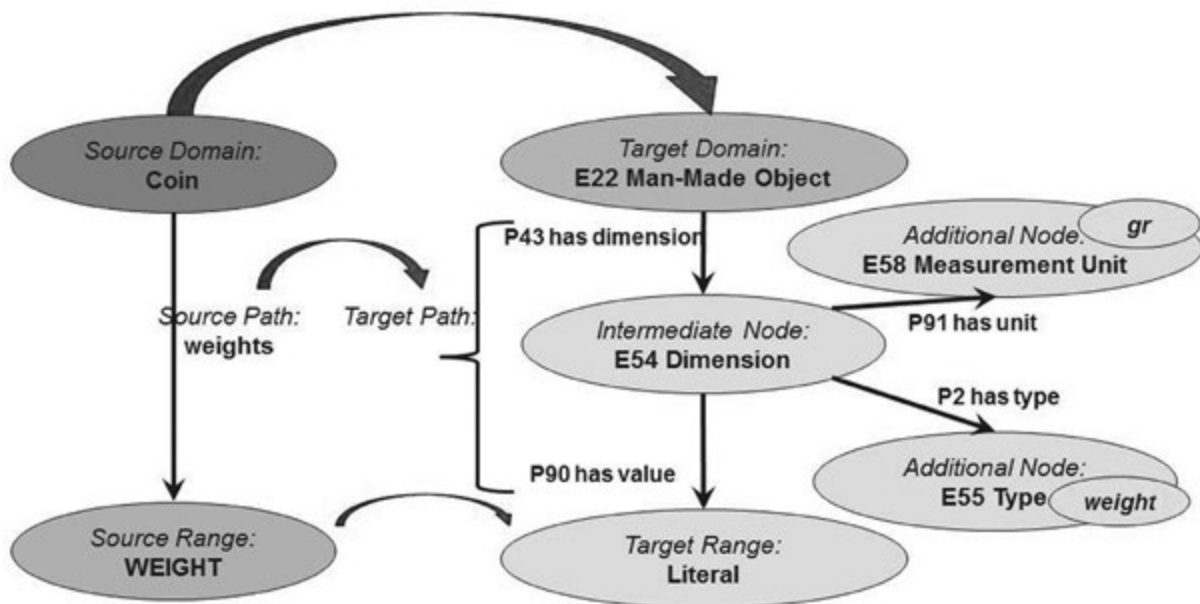 Source Domain:
Coin
Target Domain:
E22 Man-Made Object
P43 has dimension
gr
Additional Node:
E58 Measurement Unit
P91 has unit
Source Path:
weights
Target Path:
Intermediate Node:
E54 Dimension
P2 has type
Additional Node:
E55 Type
weight
P90 has value
Source Range:
WEIGHT
Target Range:
Literal